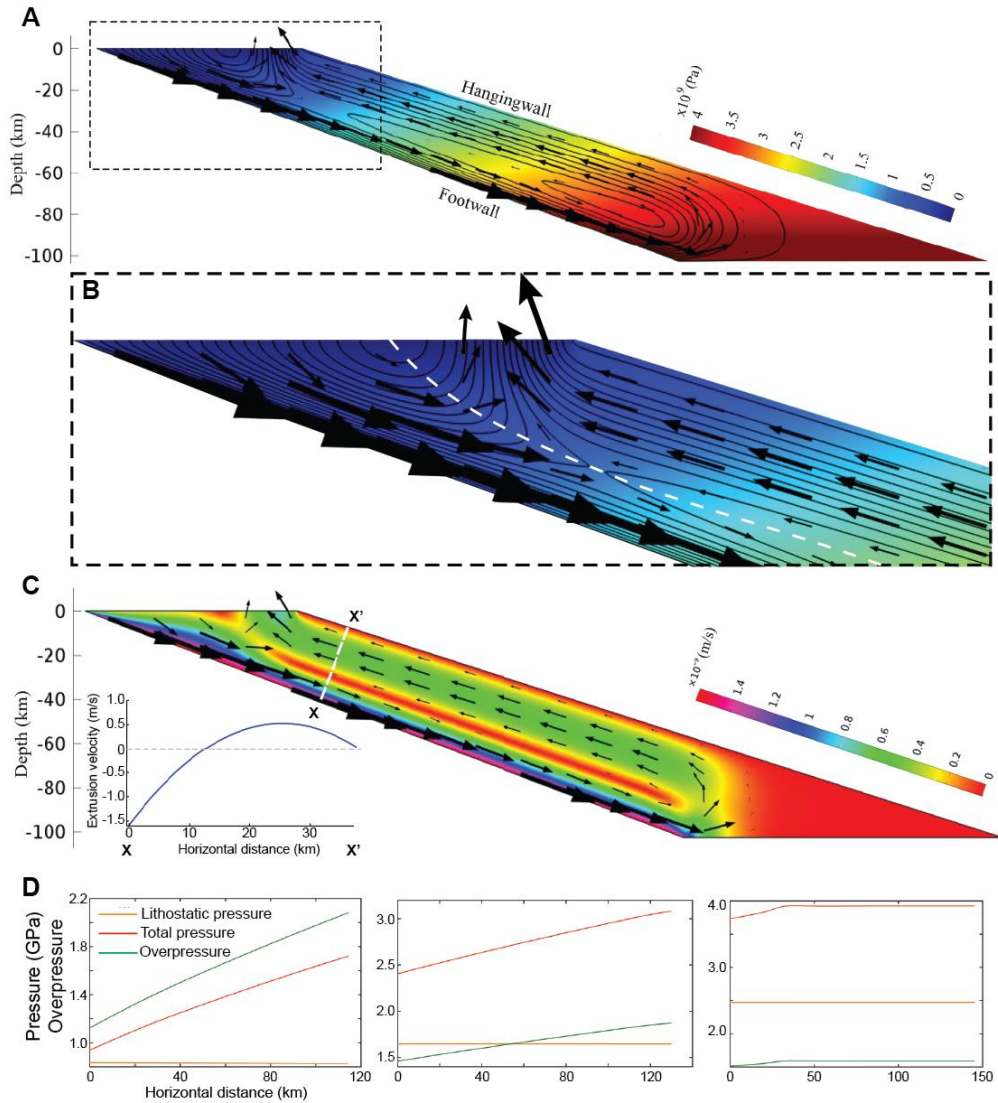 A
0
-20
-40
-60
-80
-100
Depth (km)
Hangingwall
Footwall
×10⁹ (Pa)
4
3.5
3
2.5
2
1.5
1
0.5
0
B
C
0
-20
-40
-60
-80
-100
Depth (km)
X'
X
×10⁻⁹ (m/s)
1.4
1.2
1
0.8
0.6
0.4
0.2
0
Extrusion velocity (m/s)
1.0
0.5
0
-0.5
-1.0
-1.5
0 10 20 30
X Horizontal distance (km) X'
D
Pressure (GPa)
Overpressure
2.2
1.8
1.4
1.0
Lithostatic pressure
Total pressure
Overpressure
0 40 80 120
Horizontal distance (km)
3.0
2.5
2.0
1.5
0 40 80 120
4.0
3.0
2.0
0 50 100 150